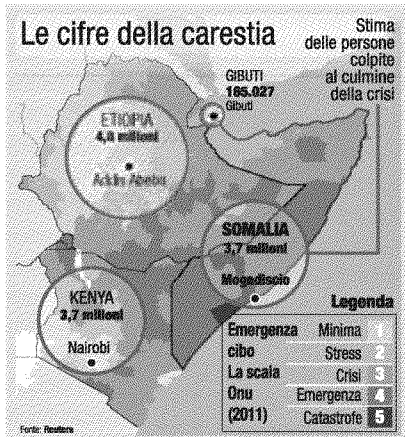 Le cifre della carestia
Stima
delle persone
colpite
al culmine
della crisi
GIBUTI
165.027
Gibuti
ETIOPIA
4,8 milioni
Addis Abeba
SOMALIA
3,7 milioni
Mogadiscio
KENYA
3,7 milioni
Nairobi
Legenda
Emergenza Minima 1
cibo Stress 2
La scala Crisi 3
Onu Emergenza 4
(2011) Catastrofe 5
Fonte: Reuters